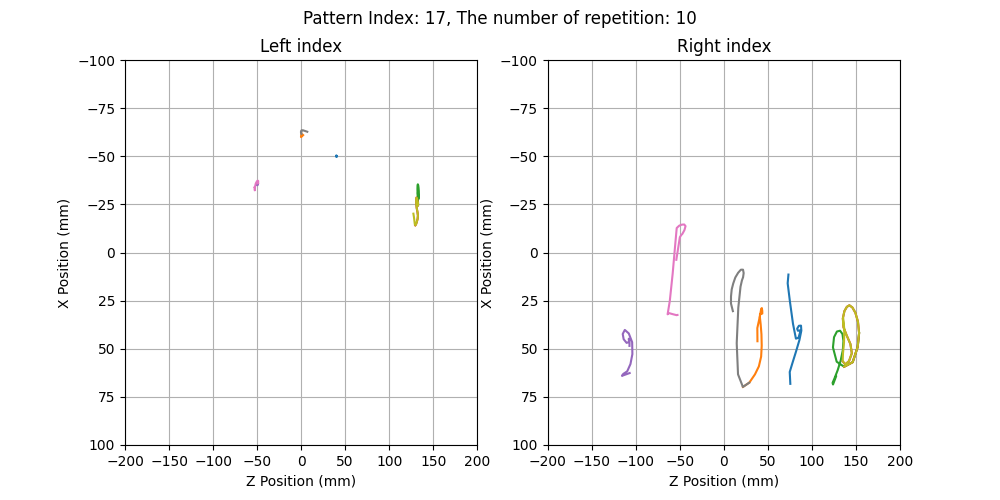 Pattern Index: 17, The number of repetition: 10
Left index
Right index
−100
−75
−50
−25
0
25
50
75
100
X Position (mm)
−200 −150 −100 −50 0 50 100 150 200
Z Position (mm)
−100
−75
−50
−25
0
25
50
75
100
X Position (mm)
−200 −150 −100 −50 0 50 100 150 200
Z Position (mm)